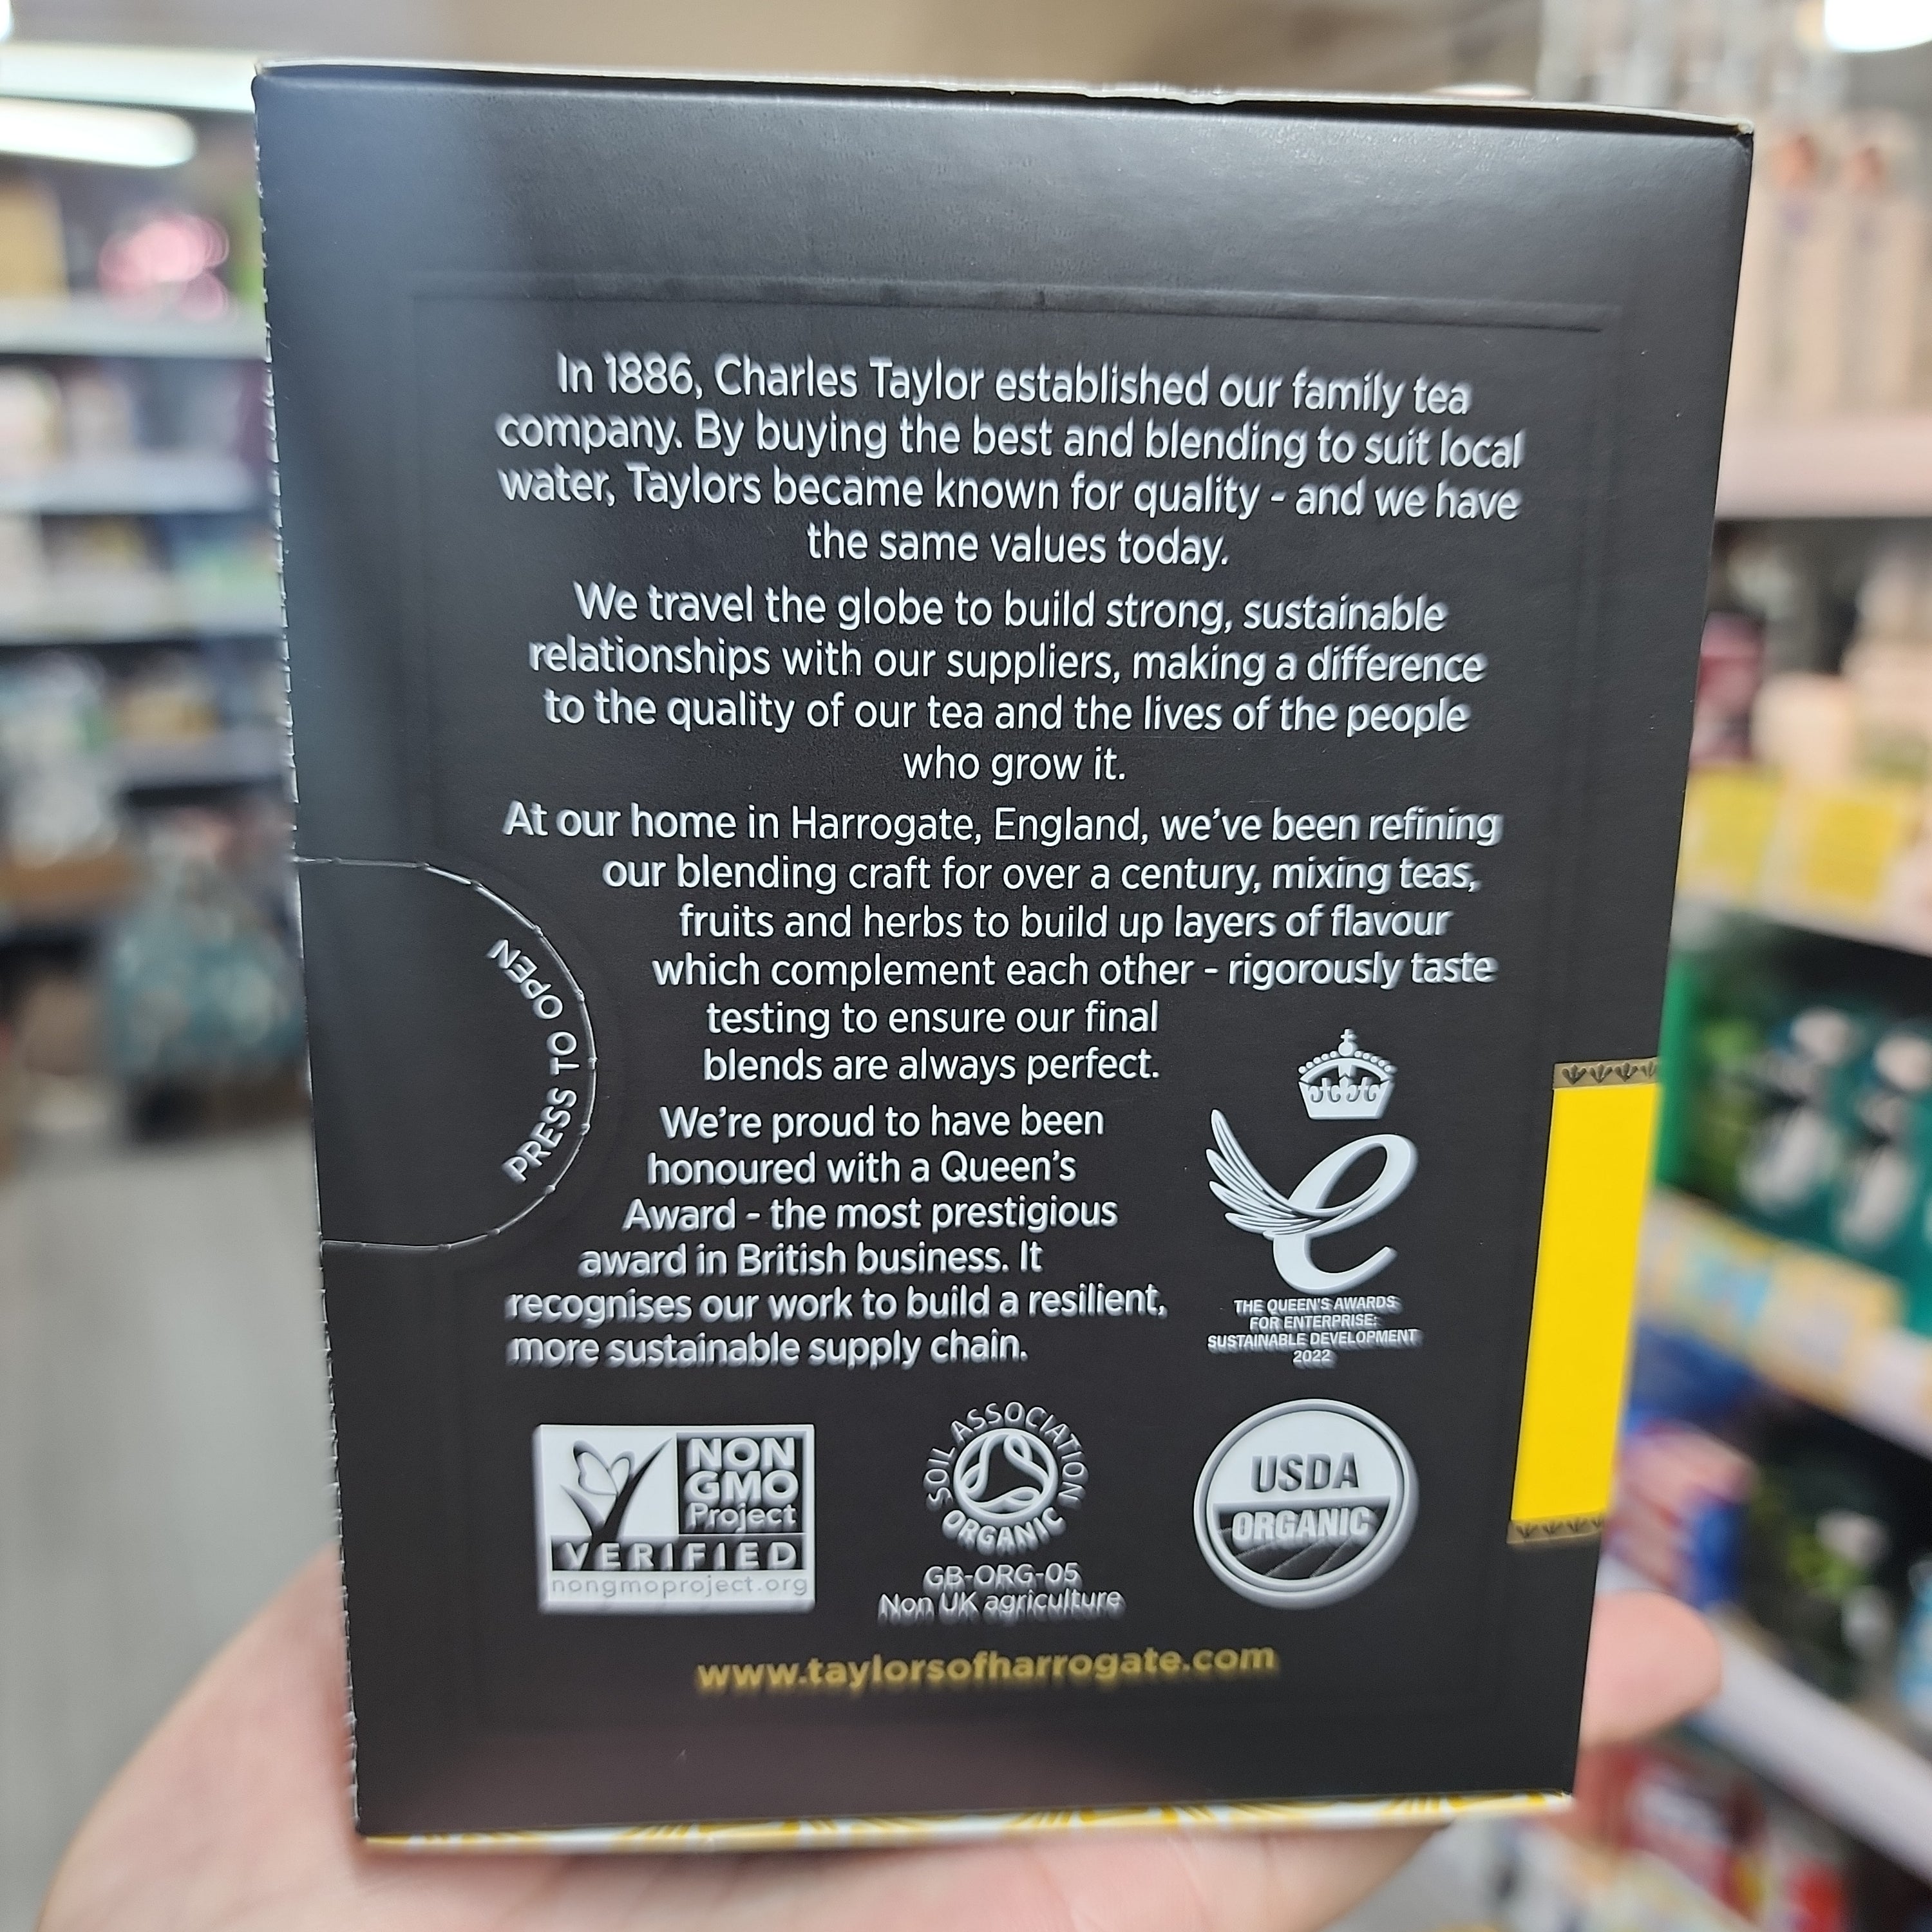 In 1886, Charles Taylor established our family tea
company. By buying the best and blending to suit local
water, Taylors became known for quality - and we have
the same values today.
We travel the globe to build strong, sustainable
relationships with our suppliers, making a difference
to the quality of our tea and the lives of the people
who grow it.
At our home in Harrogate, England, we've been refining
our blending craft for over a century, mixing teas,
fruits and herbs to build up layers of flavour
which complement each other - rigorously taste
testing to ensure our final
blends are always perfect.
PRESS TO OPEN
We're proud to have been
honoured with a Queen's
Award - the most prestigious
award in British business. It
recognises our work to build a resilient,
more sustainable supply chain.
e
THE QUEEN'S AWARDS
FOR ENTERPRISE:
SUSTAINABLE DEVELOPMENT
2022
NON
GMO
Project
VERIFIED
nongmoproject.org
SOIL ASSOCIATION
ORGANIC
GB-ORG-05
Non UK agriculture
USDA
ORGANIC
www.taylorsofharrogate.com